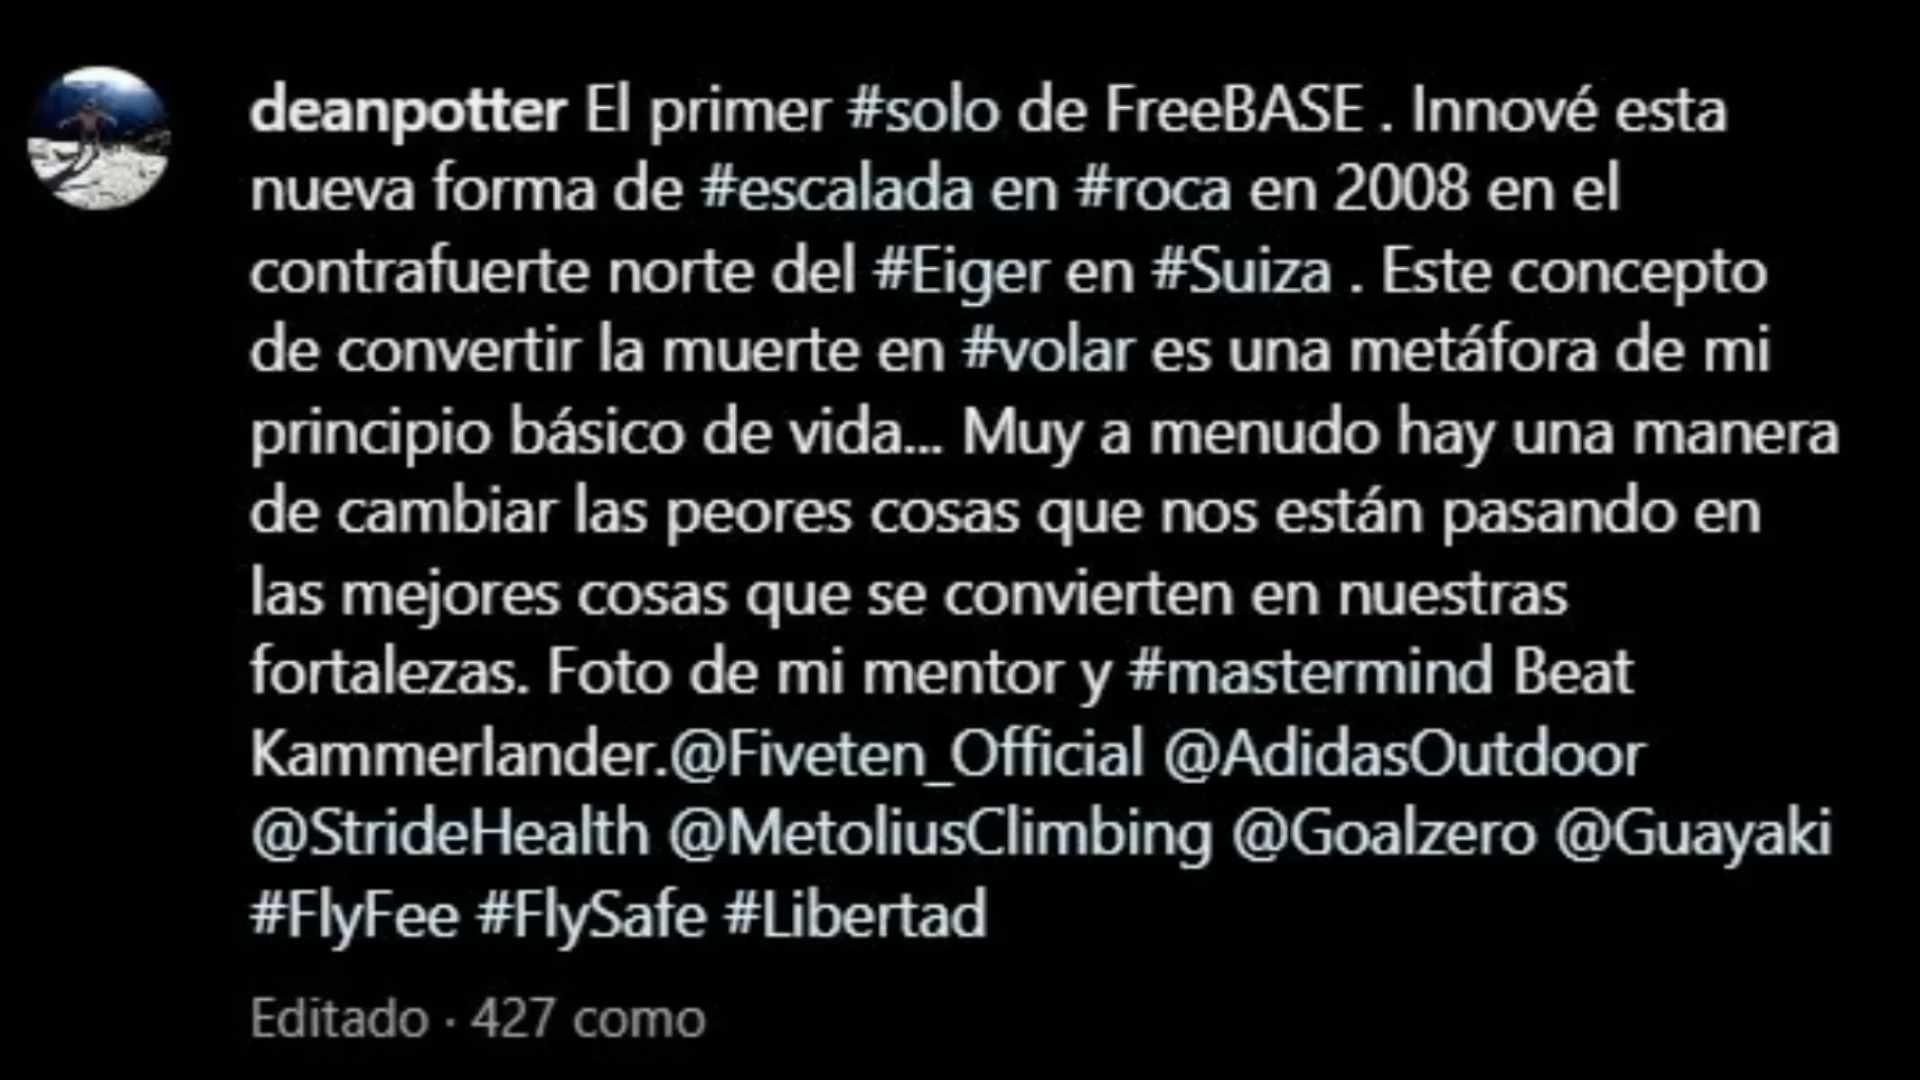 deanpotter El primer #solo de FreeBASE . Innové esta
nueva forma de #escalada en #roca en 2008 en el
contrafuerte norte del #Eiger en #Suiza . Este concepto
de convertir la muerte en #volar es una metáfora de mi
principio básico de vida... Muy a menudo hay una manera
de cambiar las peores cosas que nos están pasando en
las mejores cosas que se convierten en nuestras
fortalezas. Foto de mi mentor y #mastermind Beat
Kammerlander.@Fiveten_Official @AdidasOutdoor
@StrideHealth @MetoliusClimbing @Goalzero @Guayaki
#FlyFee #FlySafe #Libertad
Editado · 427 como